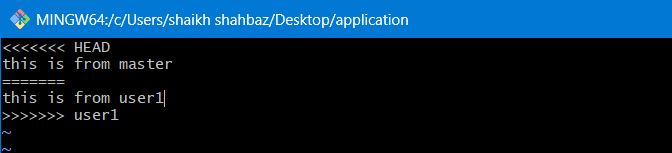 MINGW64:/c/Users/shaikh shahbaz/Desktop/application
<<<<<<< HEAD
this is from master
=======
this is from user1
>>>>>>> user1
~
~